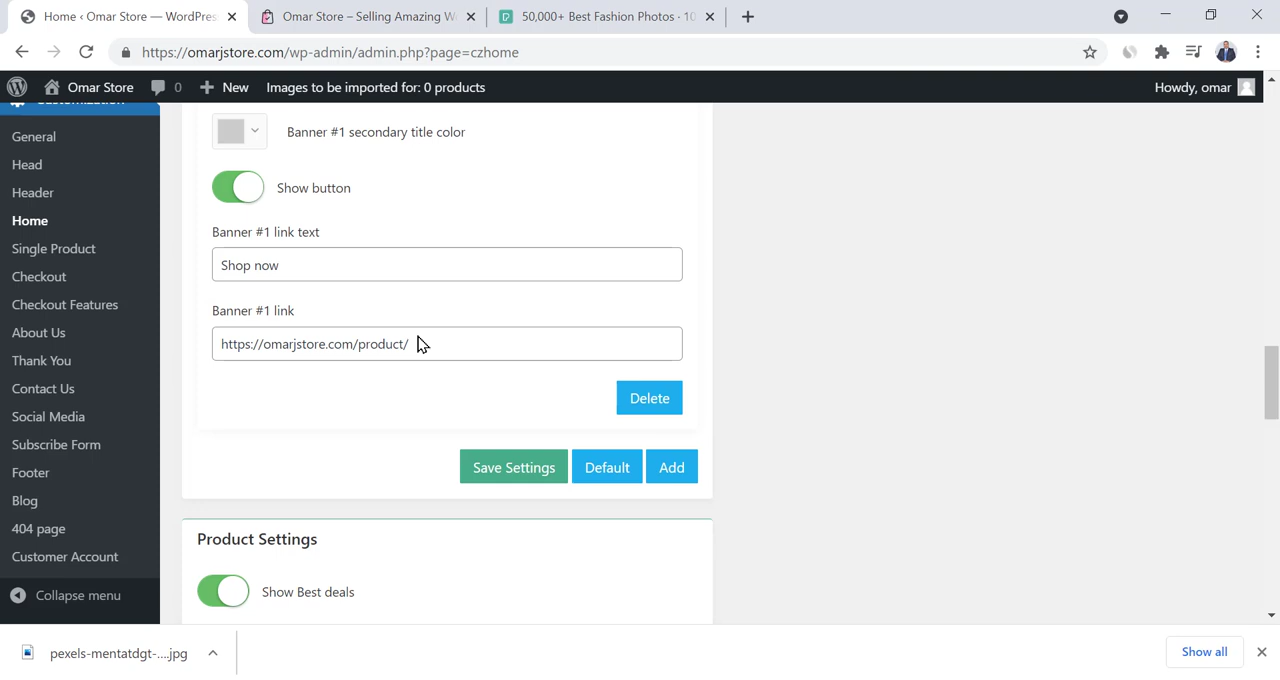 Home ‹ Omar Store — WordPres
Omar Store – Selling Amazing W
50,000+ Best Fashion Photos · 10
https://omarjstore.com/wp-admin/admin.php?page=czhome
Omar Store
0
New
Images to be imported for: 0 products
Howdy, omar
Customization
General
Head
Header
Home
Single Product
Checkout
Checkout Features
About Us
Thank You
Contact Us
Social Media
Subscribe Form
Footer
Blog
404 page
Customer Account
Collapse menu
Banner #1 secondary title color
Show button
Banner #1 link text
Shop now
Banner #1 link
https://omarjstore.com/product/
Delete
Save Settings
Default
Add
Product Settings
Show Best deals
pexels-mentatdgt-....jpg
Show all